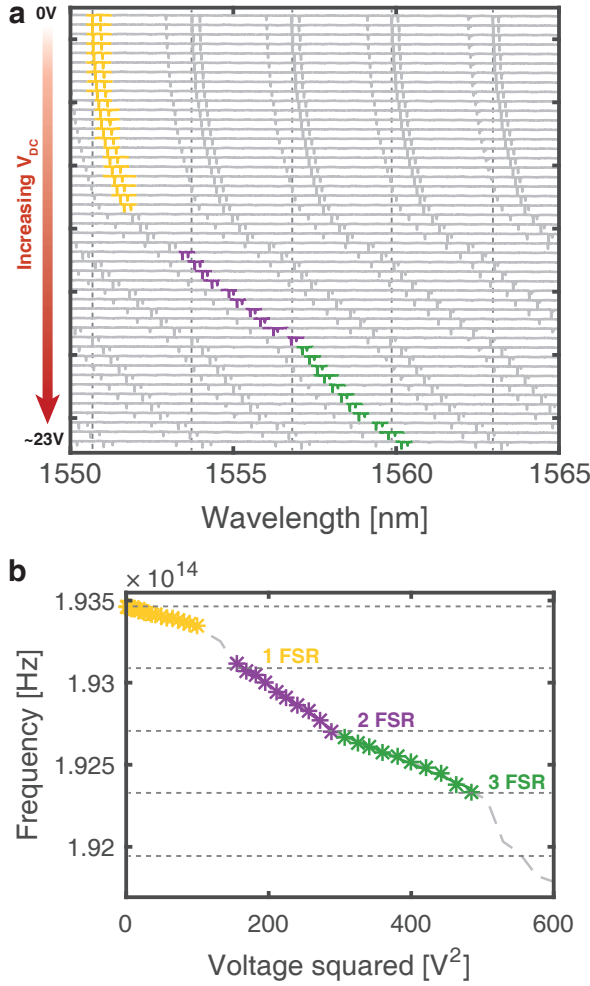 a
0V
Increasing V_DC
~23V
1550 1555 1560 1565
Wavelength [nm]
b
× 10^14
1.935
1.93
1.925
1.92
Frequency [Hz]
1 FSR
2 FSR
3 FSR
0 200 400 600
Voltage squared [V^2]